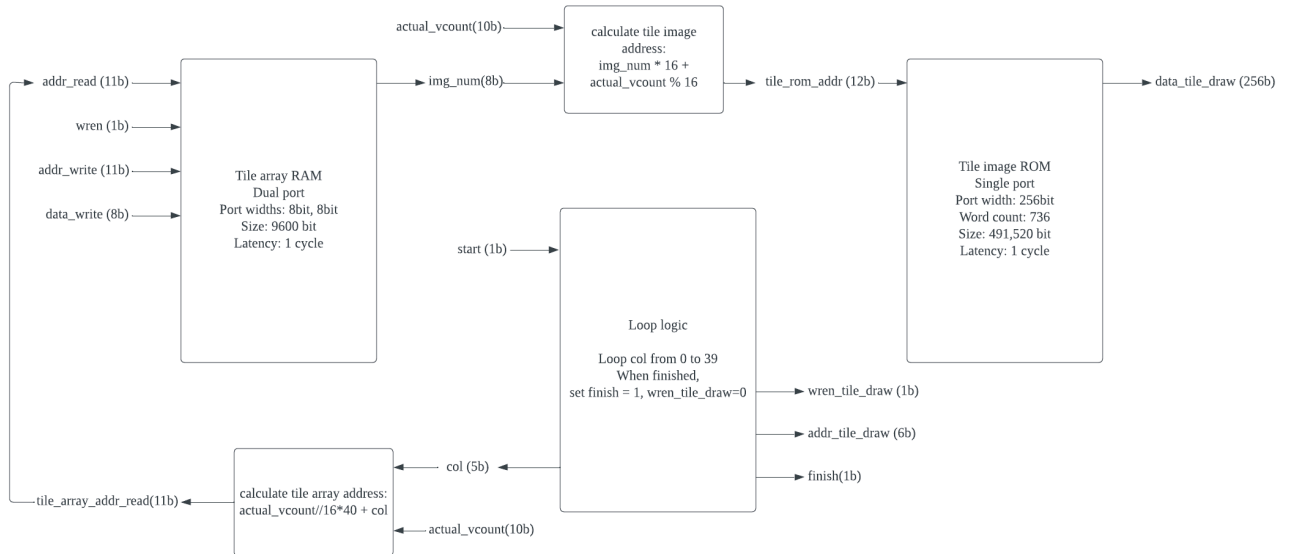 actual_vcount(10b)
calculate tile image
address:
img_num * 16 +
actual_vcount % 16
addr_read (11b)
img_num(8b)
tile_rom_addr (12b)
data_tile_draw (256b)
wren (1b)
addr_write (11b)
data_write (8b)
Tile array RAM
Dual port
Port widths: 8bit, 8bit
Size: 9600 bit
Latency: 1 cycle
Tile image ROM
Single port
Port width: 256bit
Word count: 736
Size: 491,520 bit
Latency: 1 cycle
start (1b)
Loop logic
Loop col from 0 to 39
When finished,
set finish = 1, wren_tile_draw=0
wren_tile_draw (1b)
addr_tile_draw (6b)
finish(1b)
col (5b)
calculate tile array address:
actual_vcount//16*40 + col
tile_array_addr_read(11b)
actual_vcount(10b)